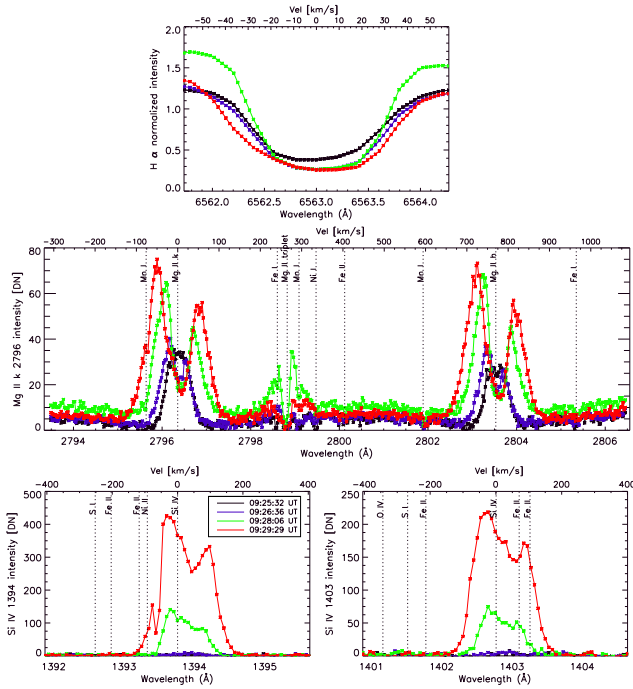 Vel [km/s]
-50 -40 -30 -20 -10 0 10 20 30 40 50
2.0
1.5
1.0
0.5
0.0
H α normalized intensity
6562.0 6562.5 6563.0 6563.5 6564.0
Wavelength (Å)
Vel [km/s]
-300 -200 -100 0 100 200 300 400 500 600 700 800 900 1000
80
60
40
20
0
Mg II k 2796 intensity [DN]
Mn I
Mg II k
Fe I
Mg II triplet
Mn I
Ni I
Fe II
Mn I
Mg II h
Fe I
2794 2796 2798 2800 2802 2804 2806
Wavelength (Å)
Vel [km/s]
-400 -200 0 200 400
500
400
300
200
100
0
Si IV 1394 intensity [DN]
S I
Fe II
Fe II
Ni II
Si IV
09:25:32 UT
09:26:36 UT
09:28:06 UT
09:29:29 UT
1392 1393 1394 1395
Wavelength (Å)
Vel [km/s]
-400 -200 0 200 400
250
200
150
100
50
0
Si IV 1403 intensity [DN]
O IV
S I
Fe II
Si IV
Fe II
Fe II
1401 1402 1403 1404
Wavelength (Å)